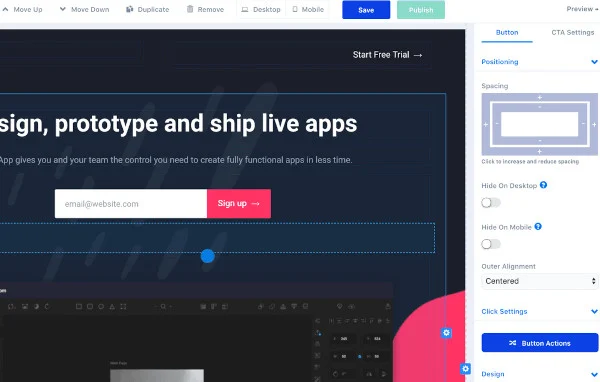 Move Up Move Down Duplicate Remove Desktop Mobile Save Publish Preview
Button CTA Settings
Start Free Trial →
Positioning
Spacing
sign, prototype and ship live apps
App gives you and your team the control you need to create fully functional apps in less time.
Click to increase and reduce spacing
Hide On Desktop ?
email@website.com Sign up →
Hide On Mobile ?
Outer Alignment
Centered
Click Settings
Button Actions
Design